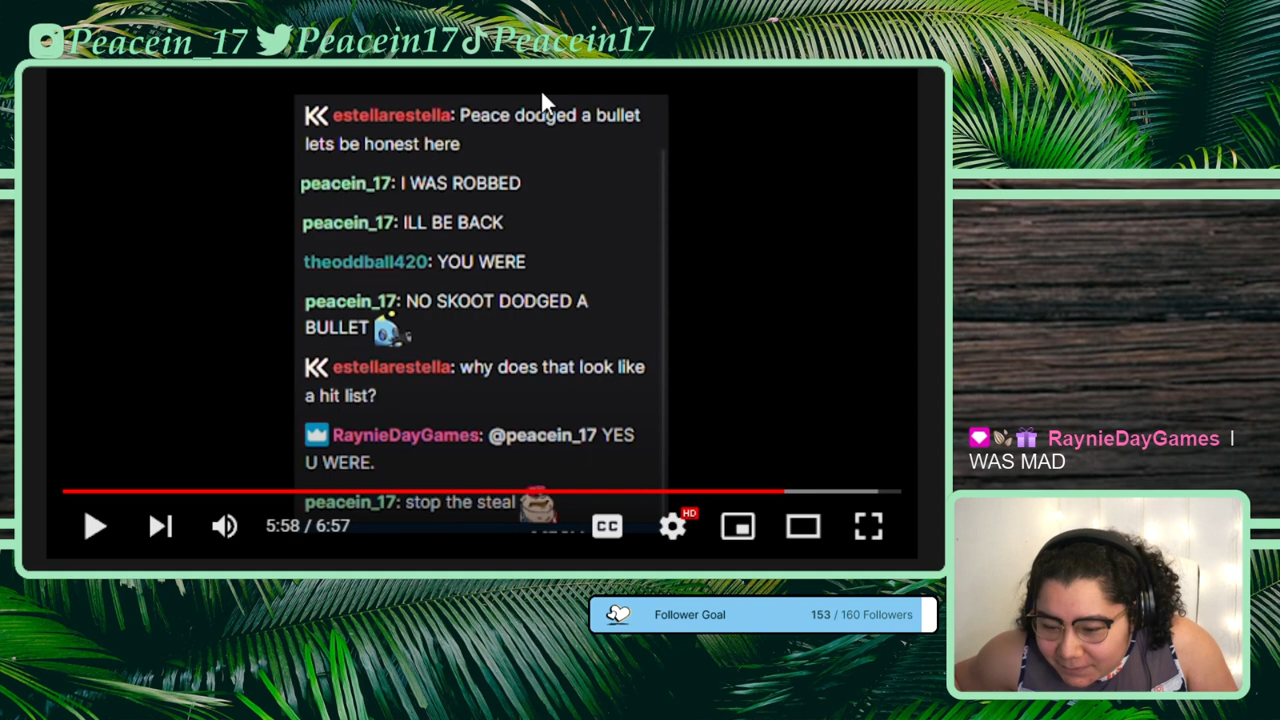 Peacein_17 Peacein17 Peacein17
estellarestella: Peace dodged a bullet
lets be honest here
peacein_17: I WAS ROBBED
peacein_17: ILL BE BACK
theoddball420: YOU WERE
peacein_17: NO SKOOT DODGED A
BULLET
estellarestella: why does that look like
a hit list?
RaynieDayGames: @peacein_17 YES
U WERE.
peacein_17: stop the steal
5:58 / 6:57
CC
HD
RaynieDayGames I
WAS MAD
Follower Goal 153 / 160 Followers